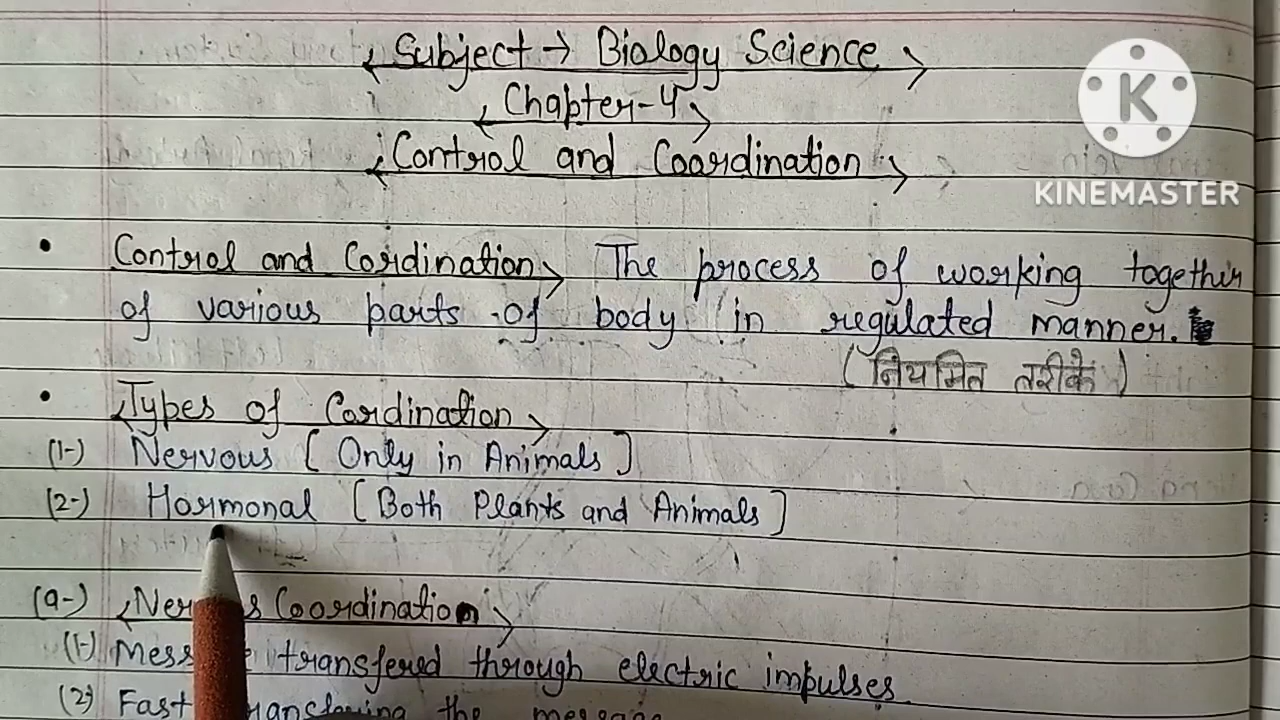 Subject → Biology Science
Chapter-4
Control and Coordination
K
KINEMASTER
• Control and Cordination The process of working together
of various parts of body in regulated manner.
(नियमित तरीके)
• Types of Cordination
(1-) Nervous [Only in Animals]
(2-) Hormonal [Both Plants and Animals]
(a-) Coordination
(1-) transfered through electric impulses
(2) Fast the message